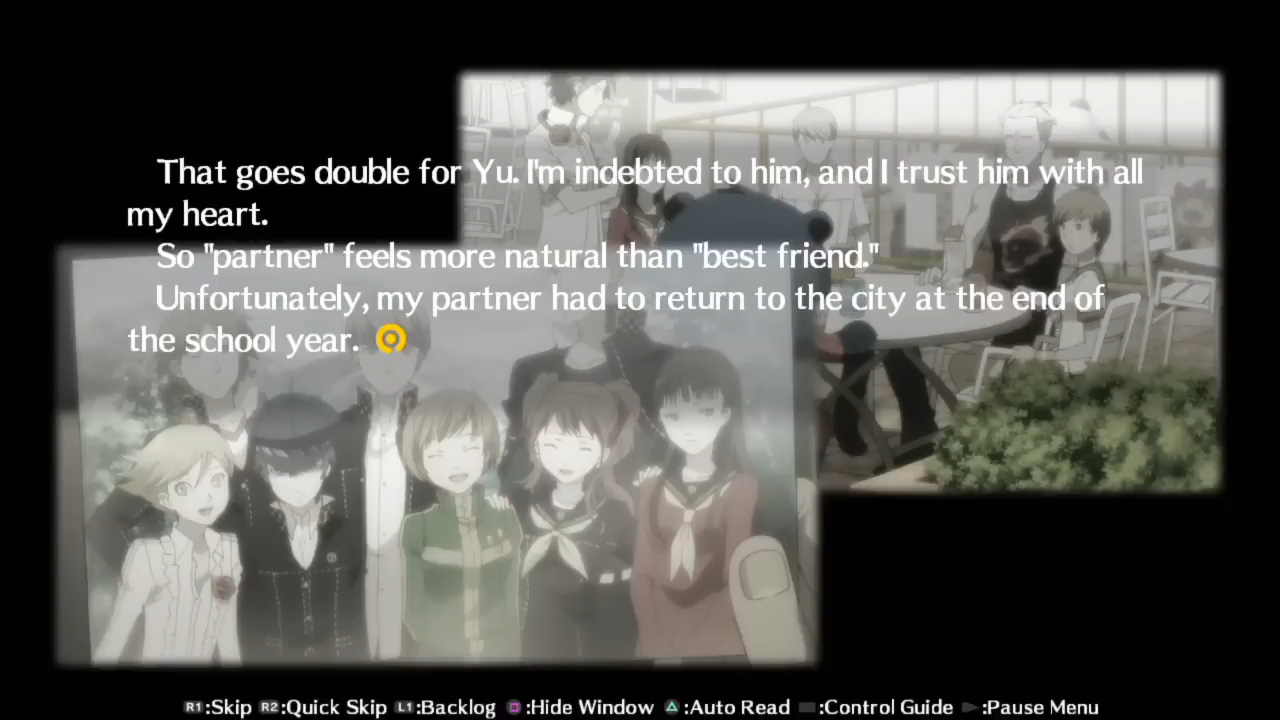 That goes double for Yu. I'm indebted to him, and I trust him with all
my heart.
So "partner" feels more natural than "best friend."
Unfortunately, my partner had to return to the city at the end of
the school year.
R1:Skip R2:Quick Skip L1:Backlog :Hide Window :Auto Read :Control Guide :Pause Menu